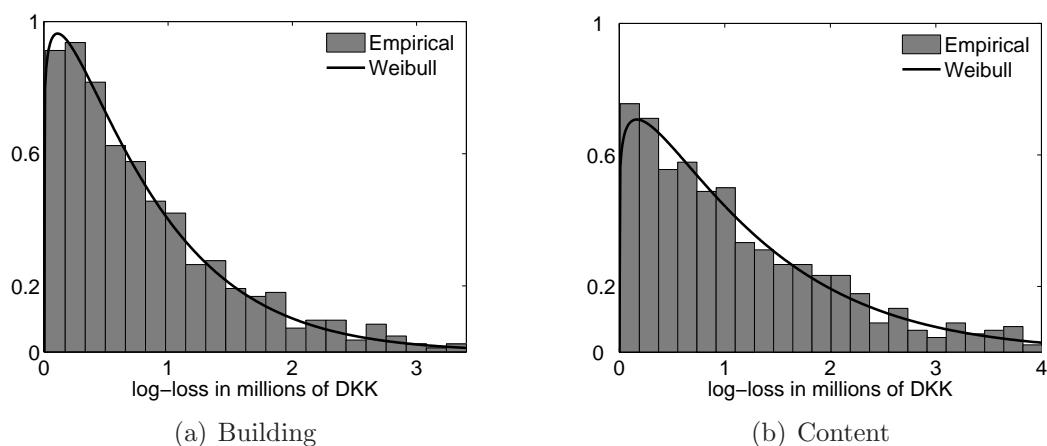 1
0.6
0.2
0
0 1 2 3
log−loss in millions of DKK
Empirical
Weibull
(a) Building
1
0.6
0.2
0
0 1 2 3 4
log−loss in millions of DKK
Empirical
Weibull
(b) Content